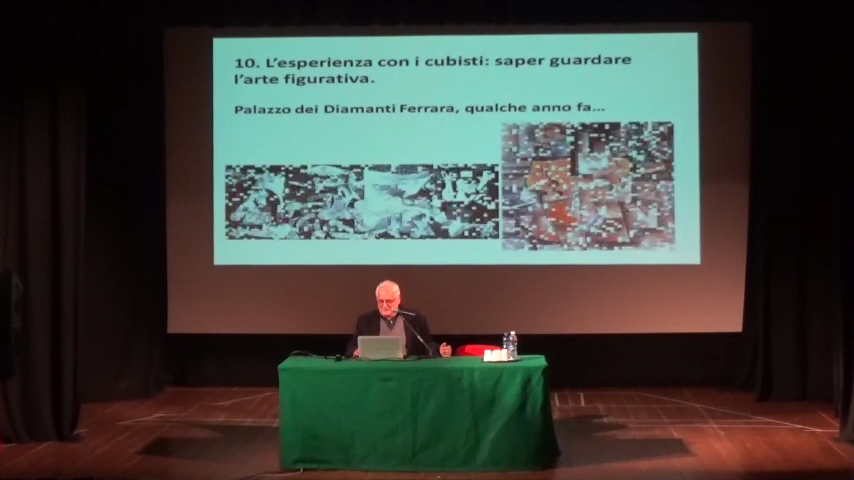 10. L'esperienza con i cubisti: saper guardare
l'arte figurativa.
Palazzo dei Diamanti Ferrara, qualche anno fa...